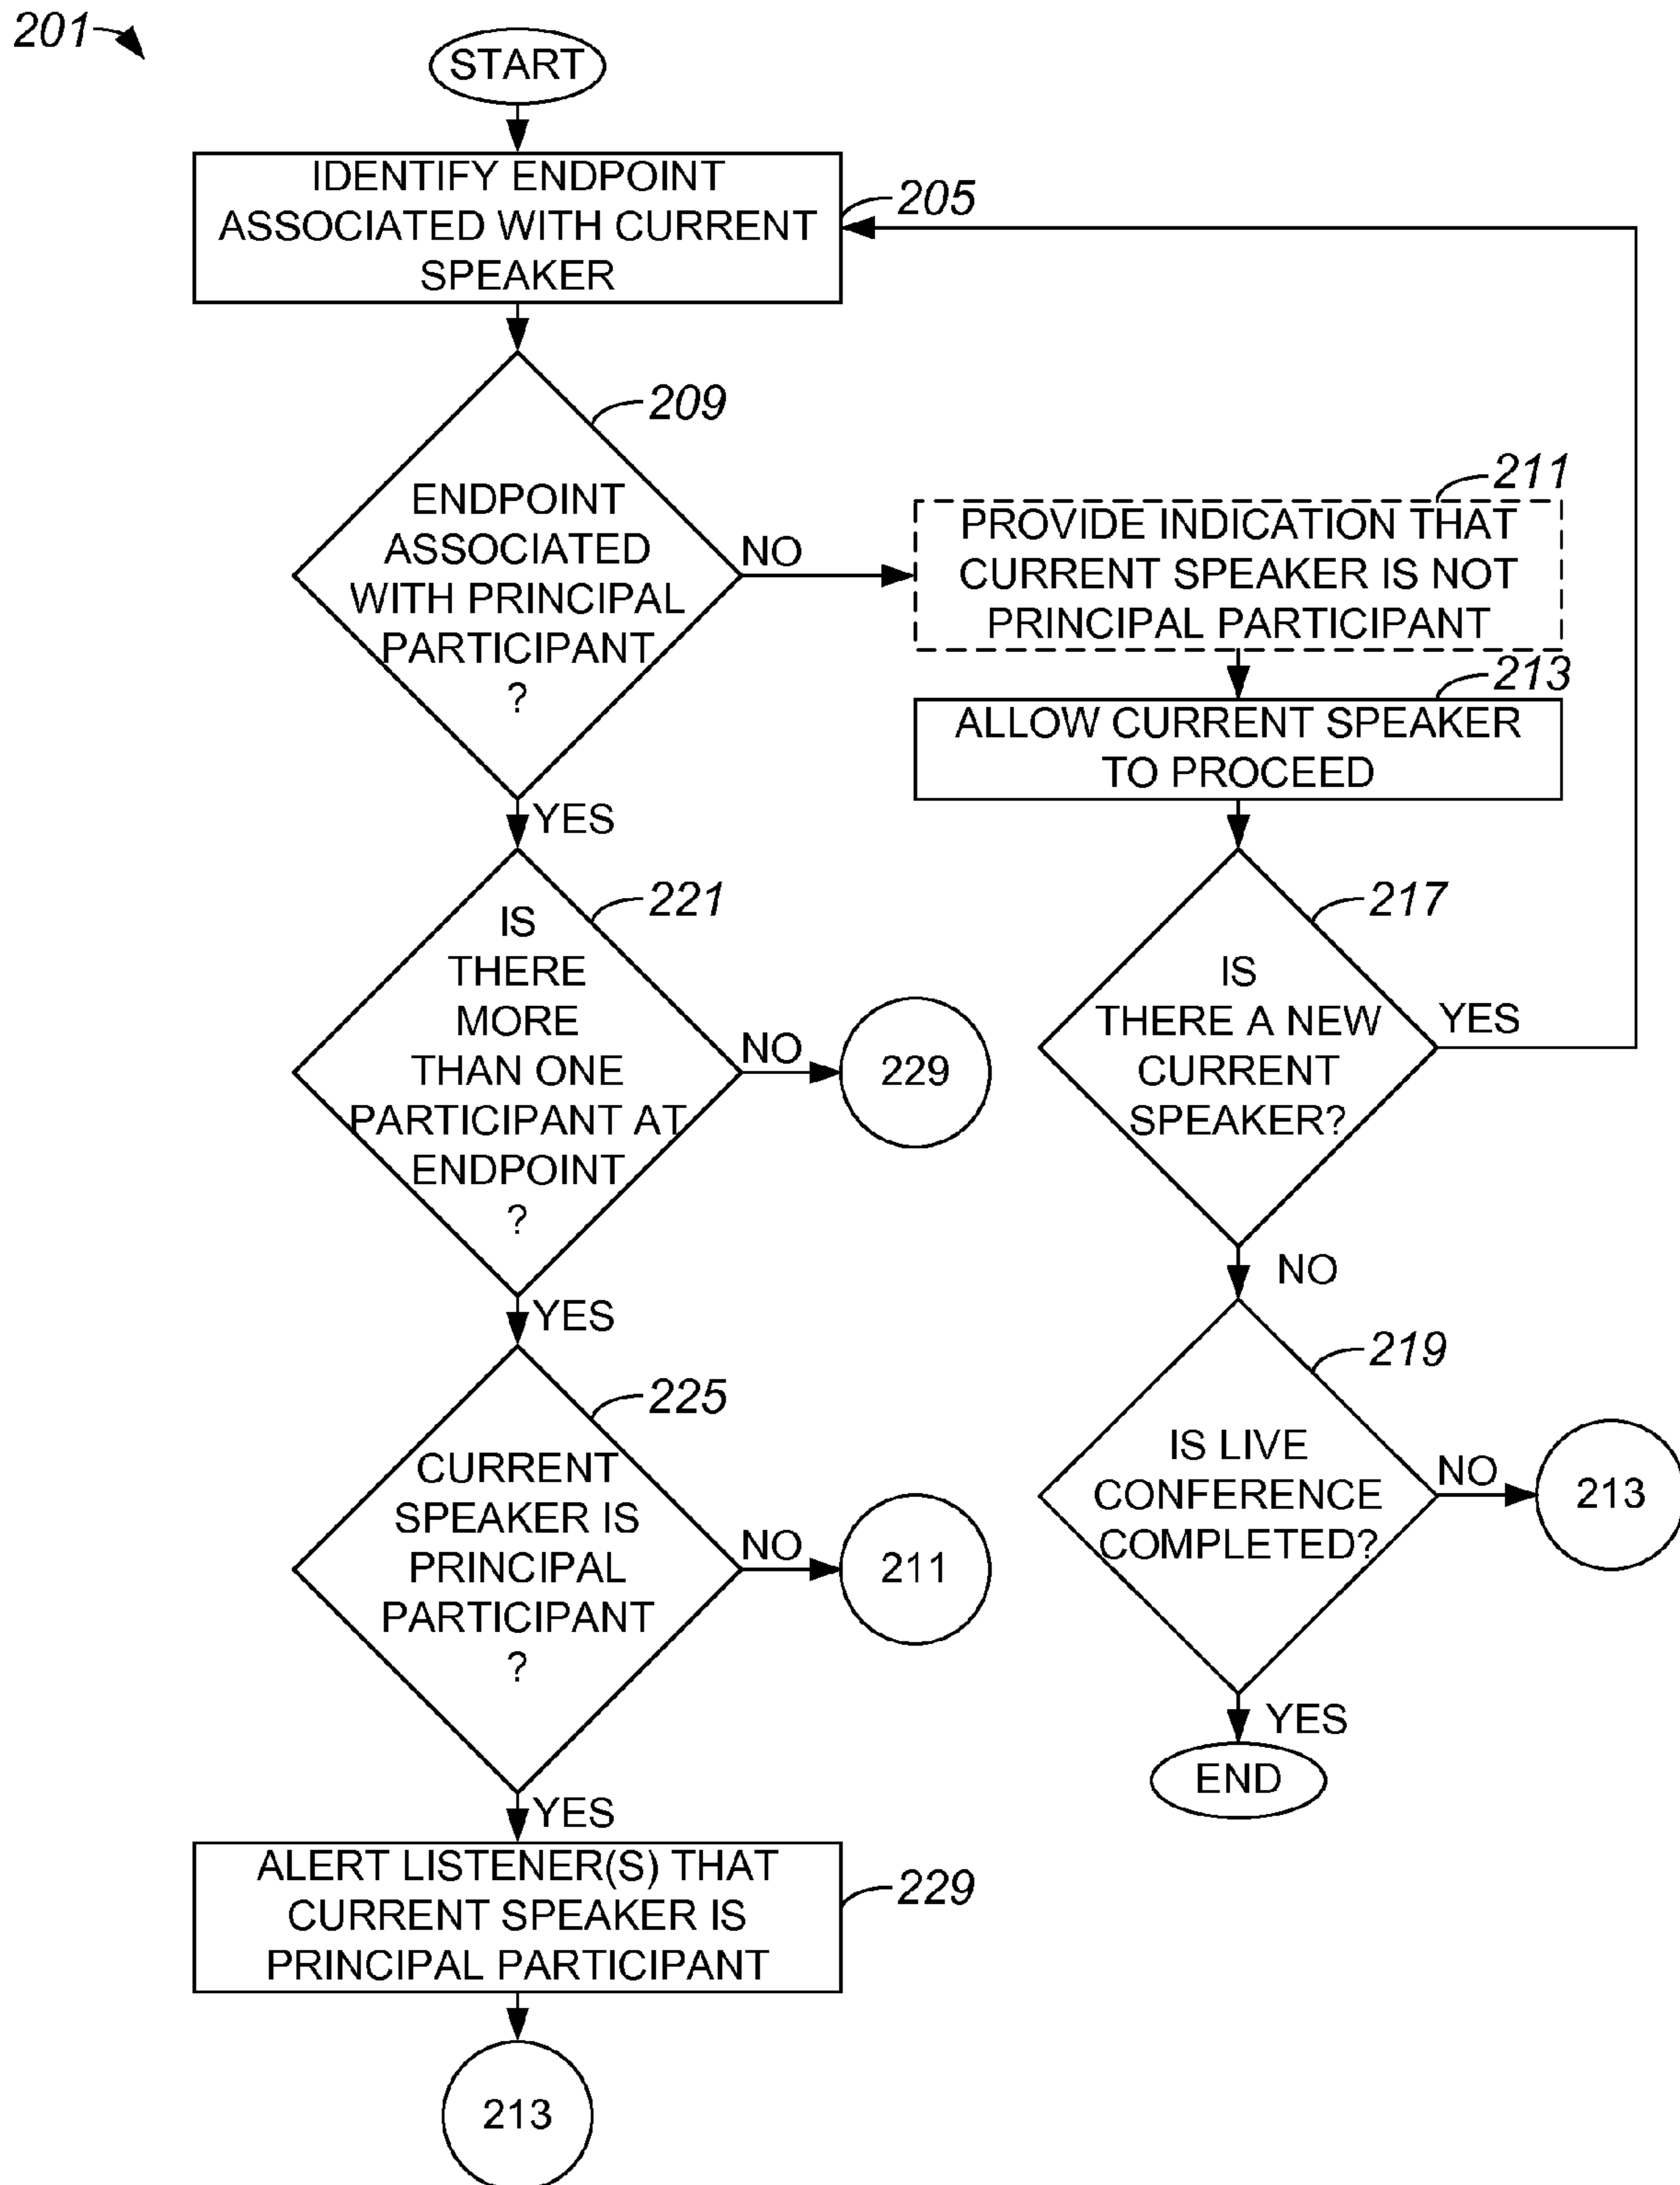 201
START
IDENTIFY ENDPOINT
ASSOCIATED WITH CURRENT
SPEAKER
205
209
ENDPOINT
ASSOCIATED
WITH PRINCIPAL
PARTICIPANT
?
NO
YES
211
PROVIDE INDICATION THAT
CURRENT SPEAKER IS NOT
PRINCIPAL PARTICIPANT
213
ALLOW CURRENT SPEAKER
TO PROCEED
221
IS
THERE
MORE
THAN ONE
PARTICIPANT AT
ENDPOINT
?
NO
229
YES
217
IS
THERE A NEW
CURRENT
SPEAKER?
YES
NO
225
CURRENT
SPEAKER IS
PRINCIPAL
PARTICIPANT
?
NO
211
YES
219
IS LIVE
CONFERENCE
COMPLETED?
NO
213
YES
END
ALERT LISTENER(S) THAT
CURRENT SPEAKER IS
PRINCIPAL PARTICIPANT
229
213